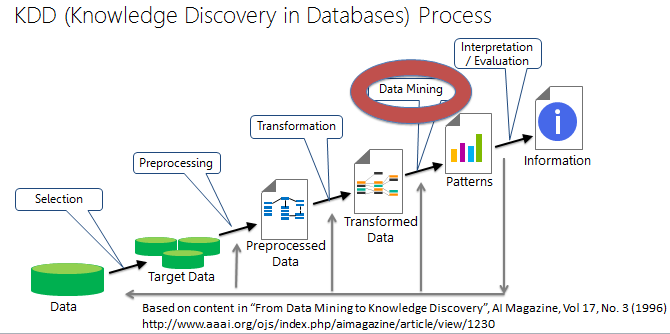 KDD (Knowledge Discovery in Databases) Process
Interpretation
/ Evaluation
Data Mining
Transformation
Preprocessing
Selection
Information
Patterns
Transformed
Data
Preprocessed
Data
Target Data
Data
Based on content in “From Data Mining to Knowledge Discovery”, AI Magazine, Vol 17, No. 3 (1996)
http://www.aaai.org/ojs/index.php/aimagazine/article/view/1230